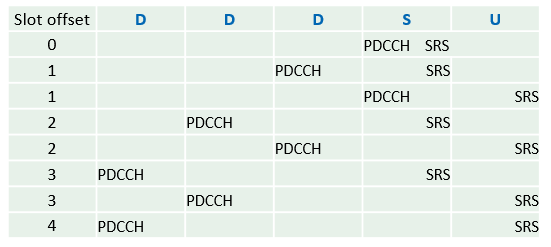 Slot offset D D D S U
0 PDCCH SRS
1 PDCCH SRS
1 PDCCH SRS
2 PDCCH SRS
2 PDCCH SRS
3 PDCCH SRS
3 PDCCH SRS
4 PDCCH SRS